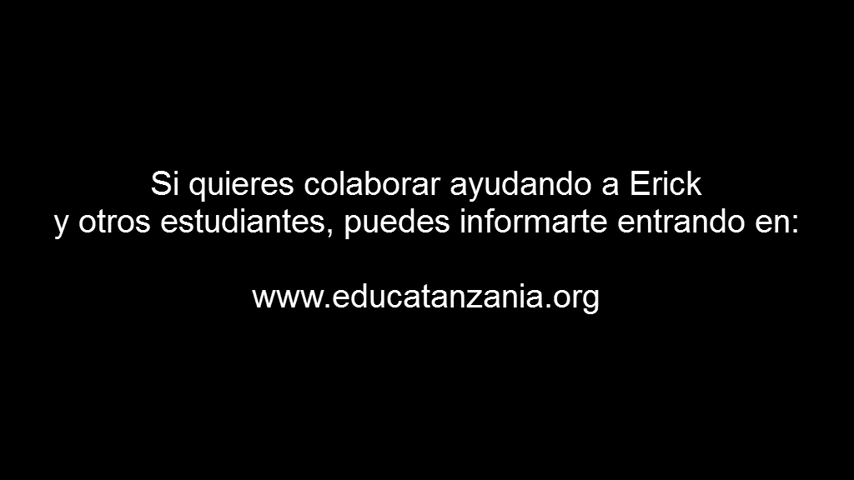 Si quieres colaborar ayudando a Erick
y otros estudiantes, puedes informarte entrando en:
www.educatanzania.org